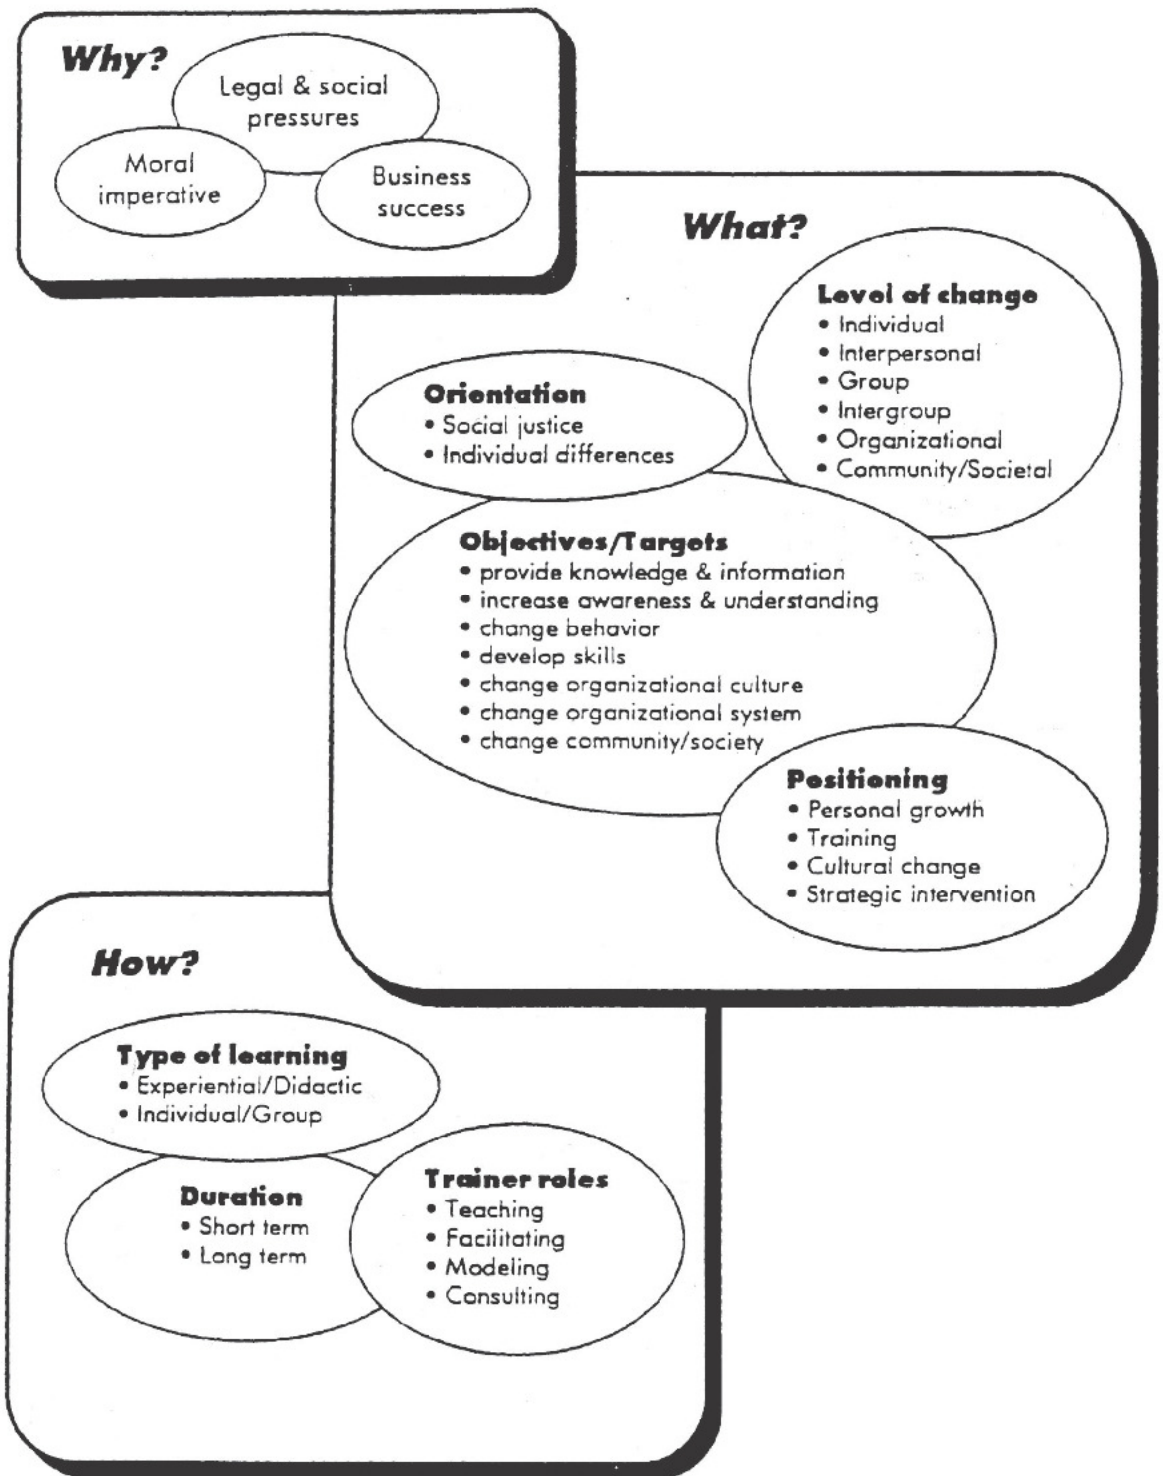 Why?
Legal & social
pressures
Moral
imperative
Business
success
What?
Level of change
• Individual
• Interpersonal
• Group
• Intergroup
• Organizational
• Community/Societal
Orientation
• Social justice
• Individual differences
Objectives/Targets
• provide knowledge & information
• increase awareness & understanding
• change behavior
• develop skills
• change organizational culture
• change organizational system
• change community/society
Positioning
• Personal growth
• Training
• Cultural change
• Strategic intervention
How?
Type of learning
• Experiential/Didactic
• Individual/Group
Duration
• Short term
• Long term
Trainer roles
• Teaching
• Facilitating
• Modeling
• Consulting